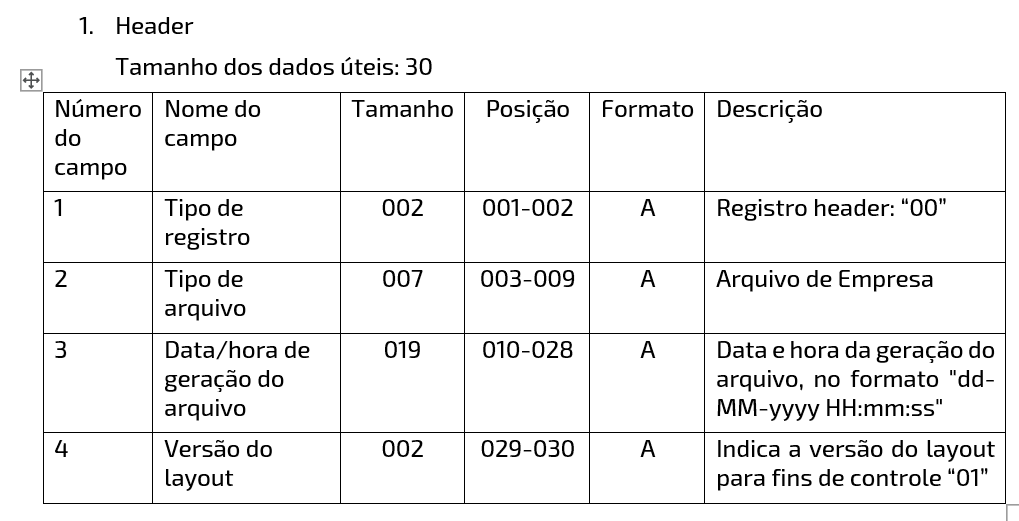 1. Header
Tamanho dos dados úteis: 30
Número do campo | Nome do campo | Tamanho | Posição | Formato | Descrição
1 | Tipo de registro | 002 | 001-002 | A | Registro header: “00”
2 | Tipo de arquivo | 007 | 003-009 | A | Arquivo de Empresa
3 | Data/hora de geração do arquivo | 019 | 010-028 | A | Data e hora da geração do arquivo, no formato "dd-MM-yyyy HH:mm:ss"
4 | Versão do layout | 002 | 029-030 | A | Indica a versão do layout para fins de controle “01”